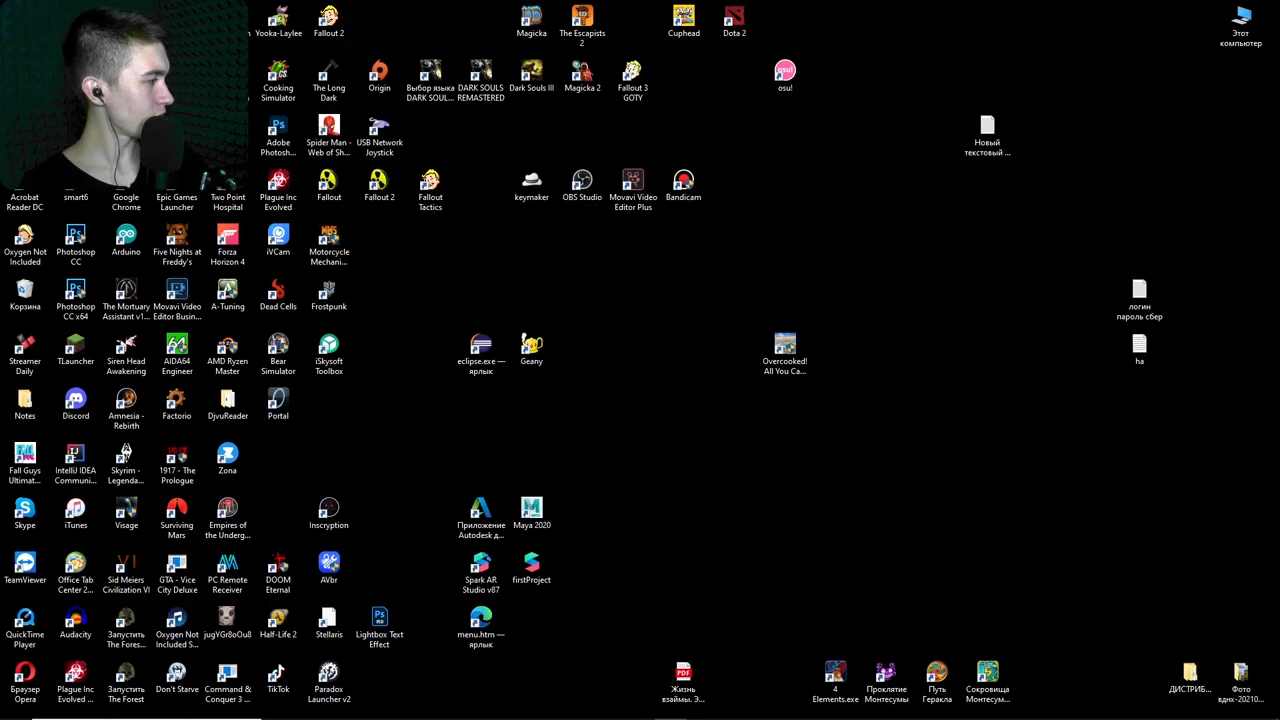 Yooka-Laylee
Fallout 2
Magicka
The Escapists
2
Cuphead
Dota 2
Этот
компьютер
Cooking
Simulator
The Long
Dark
Origin
Выбор языка
DARK SOUL...
DARK SOULS
REMASTERED
Dark Souls III
Magicka 2
Fallout 3
GOTY
osu!
Adobe
Photosh...
Spider Man -
Web of Sh...
USB Network
Joystick
Новый
текстовый ...
Acrobat
Reader DC
smart6
Google
Chrome
Epic Games
Launcher
Two Point
Hospital
Plague Inc
Evolved
Fallout
Fallout 2
Fallout
Tactics
keymaker
OBS Studio
Movavi Video
Editor Plus
Bandicam
Oxygen Not
Included
Photoshop
CC
Arduino
Five Nights at
Freddy's
Forza
Horizon 4
iVCam
Motorcycle
Mechani...
Корзина
Photoshop
CC x64
The Mortuary
Assistant v1...
Movavi Video
Editor Busin...
A-Tuning
Dead Cells
Frostpunk
логин
пароль сбер
Streamer
Daily
TLauncher
Siren Head
Awakening
AIDA64
Engineer
AMD Ryzen
Master
Bear
Simulator
iSkysoft
Toolbox
eclipse.exe —
ярлык
Geany
Overcooked!
All You Ca...
ha
Notes
Discord
Amnesia -
Rebirth
Factorio
DjvuReader
Portal
Fall Guys
Ultimat...
IntelliJ IDEA
Communi...
Skyrim -
Legenda...
1917 - The
Prologue
Zona
Skype
iTunes
Visage
Surviving
Mars
Empires of
the Underg...
Inscryption
Приложение
Autodesk д...
Maya 2020
TeamViewer
Office Tab
Center 2...
Sid Meiers
Civilization VI
GTA - Vice
City Deluxe
PC Remote
Receiver
DOOM
Eternal
AVbr
Spark AR
Studio v87
firstProject
QuickTime
Player
Audacity
Запустить
The Fores...
Oxygen Not
Included S...
jugYGr8oOu8
Half-Life 2
Stellaris
Lightbox Text
Effect
menu.htm —
ярлык
Браузер
Opera
Plague Inc
Evolved ...
Запустить
The Forest
Don't Starve
Command &
Conquer 3 ...
TikTok
Paradox
Launcher v2
Жизнь
взаймы. Э...
4
Elements.exe
Проклятие
Монтесумы
Путь
Геракла
Сокровища
Монтесум...
ДИСТРИБ...
Фото
вднх-20210...